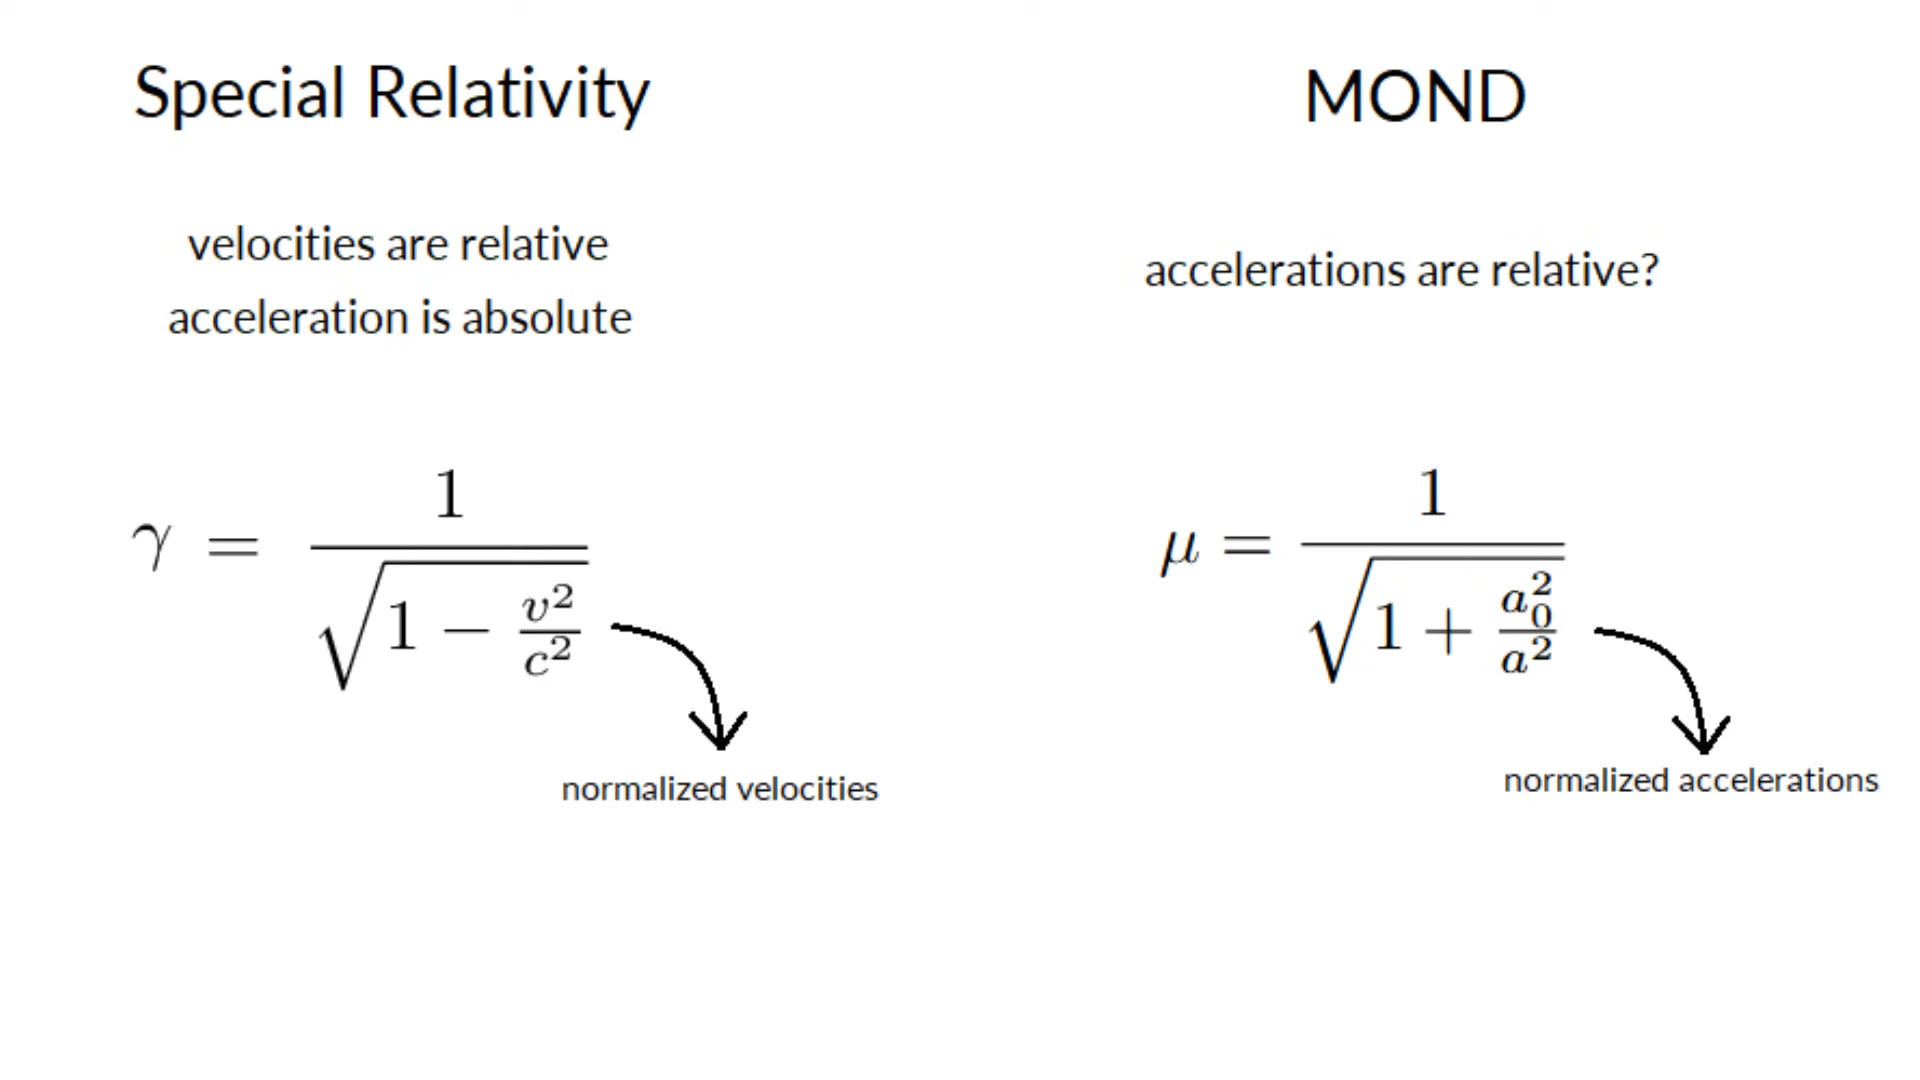 Special Relativity
velocities are relative
acceleration is absolute
γ = 1 / √(1 − v²/c²)
normalized velocities
MOND
accelerations are relative?
μ = 1 / √(1 + a₀²/a²)
normalized accelerations